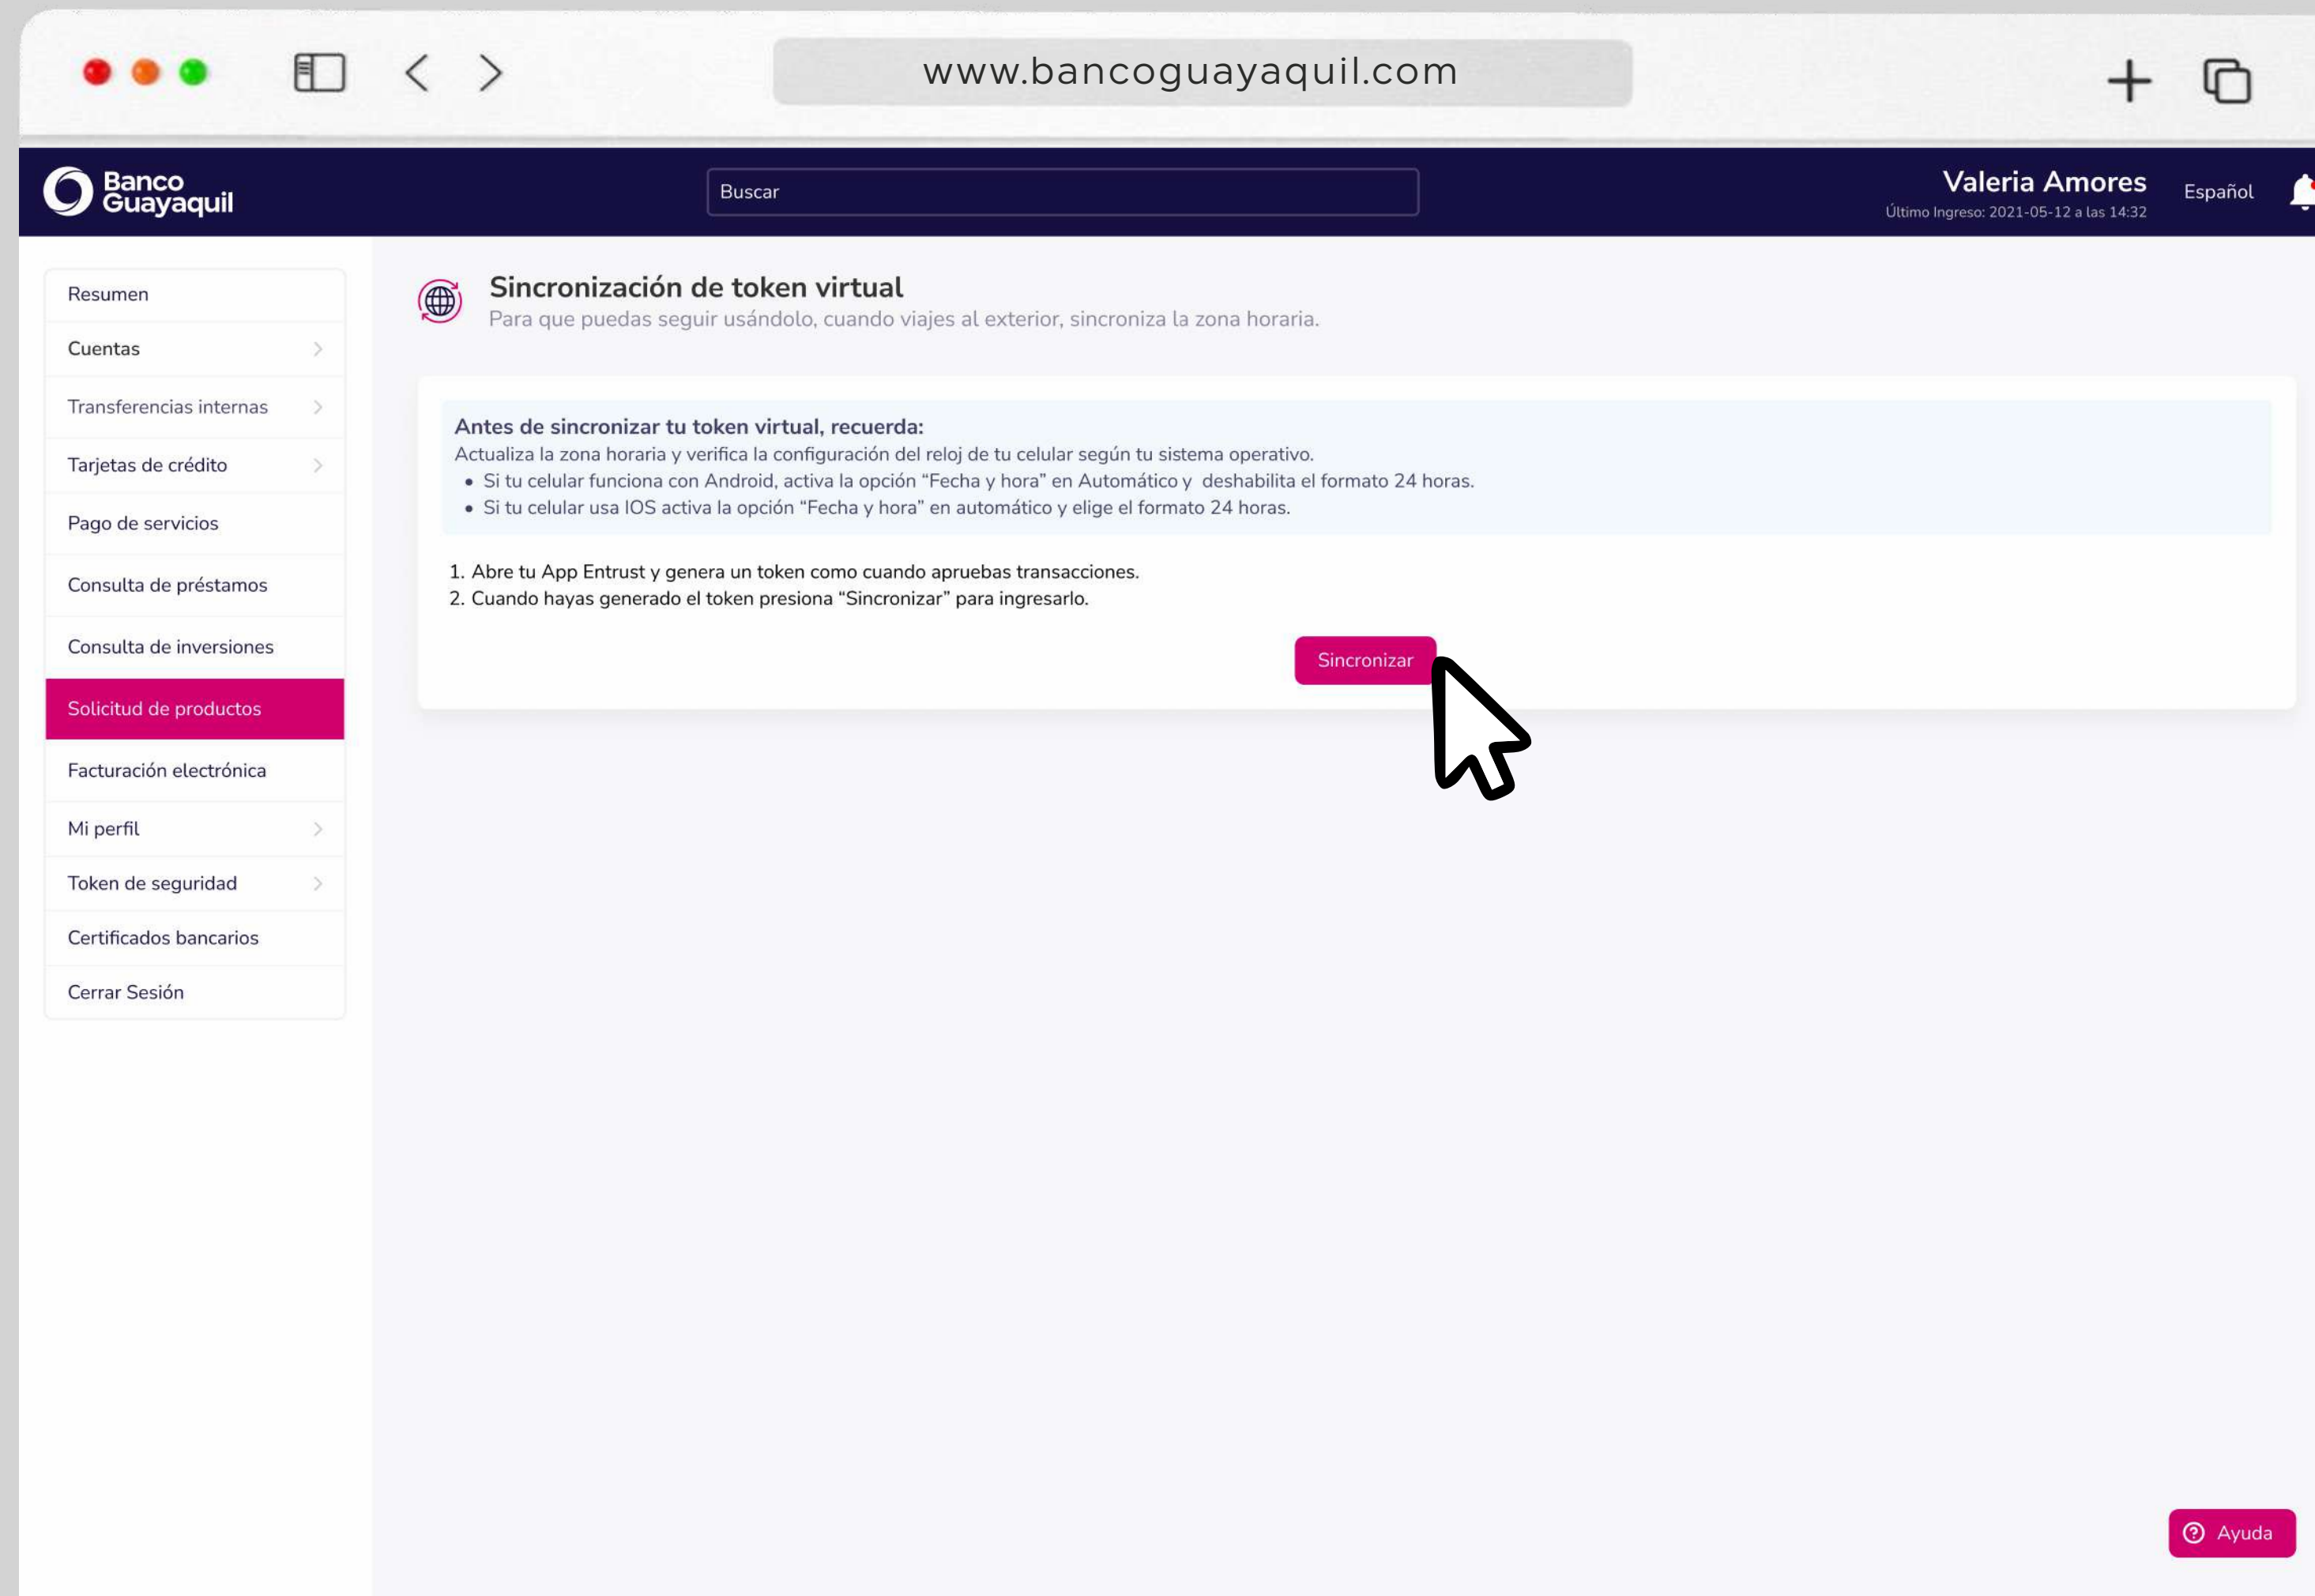 www.bancoguayaquil.com
Banco
Guayaquil
Buscar
Valeria Amores
Último Ingreso: 2021-05-12 a las 14:32
Español
Resumen
Cuentas
Transferencias internas
Tarjetas de crédito
Pago de servicios
Consulta de préstamos
Consulta de inversiones
Solicitud de productos
Facturación electrónica
Mi perfil
Token de seguridad
Certificados bancarios
Cerrar Sesión
Sincronización de token virtual
Para que puedas seguir usándolo, cuando viajes al exterior, sincroniza la zona horaria.
Antes de sincronizar tu token virtual, recuerda:
Actualiza la zona horaria y verifica la configuración del reloj de tu celular según tu sistema operativo.
• Si tu celular funciona con Android, activa la opción “Fecha y hora” en Automático y deshabilita el formato 24 horas.
• Si tu celular usa IOS activa la opción “Fecha y hora” en automático y elige el formato 24 horas.
1. Abre tu App Entrust y genera un token como cuando apruebas transacciones.
2. Cuando hayas generado el token presiona “Sincronizar” para ingresarlo.
Sincronizar
Ayuda